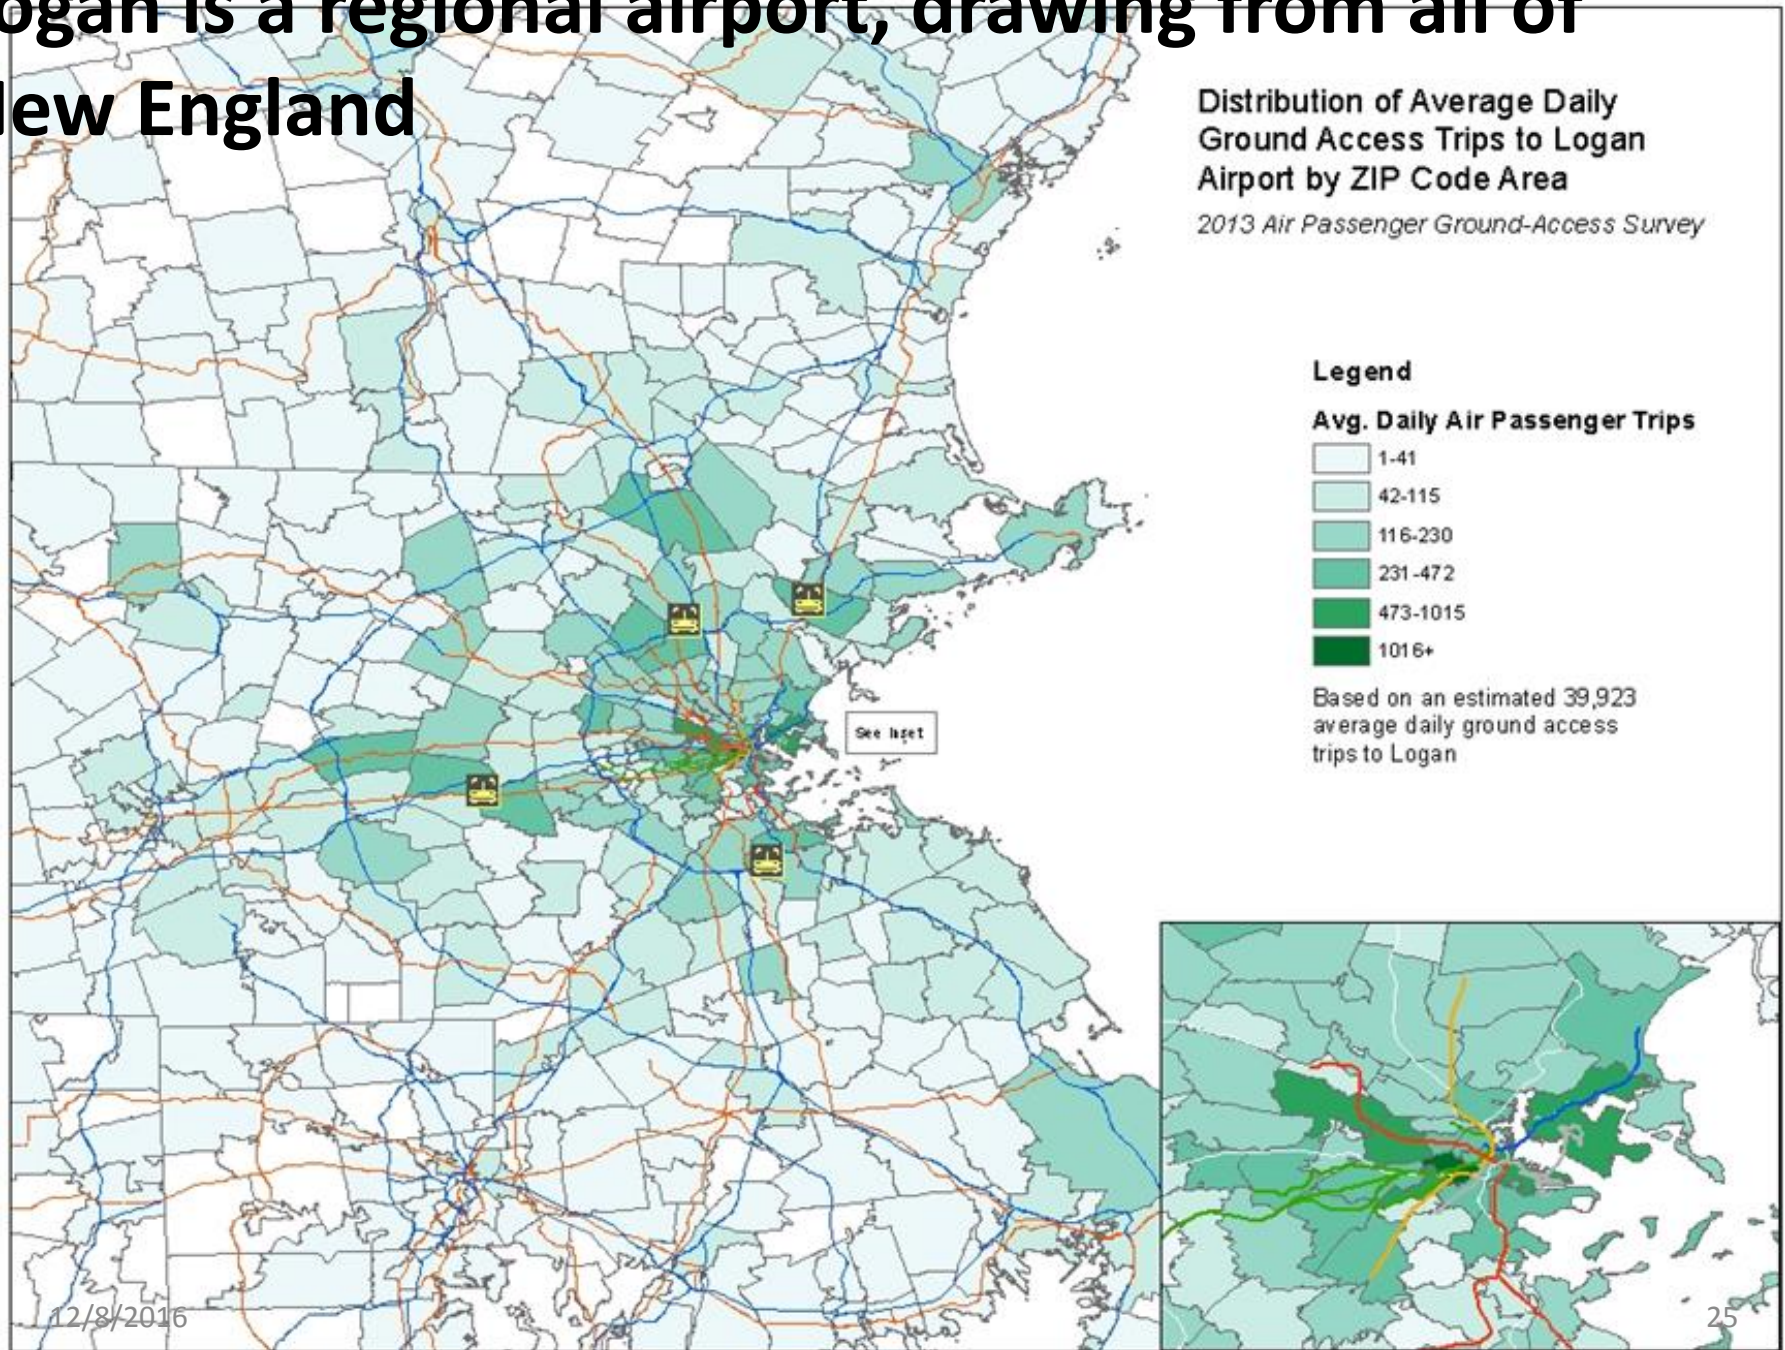 ogan is a regional airport, drawing from all of
New England
Distribution of Average Daily
Ground Access Trips to Logan
Airport by ZIP Code Area
2013 Air Passenger Ground-Access Survey
Legend
Avg. Daily Air Passenger Trips
1-41
42-115
116-230
231-472
473-1015
1016+
Based on an estimated 39,923
average daily ground access
trips to Logan
See Inset
12/8/2016
25